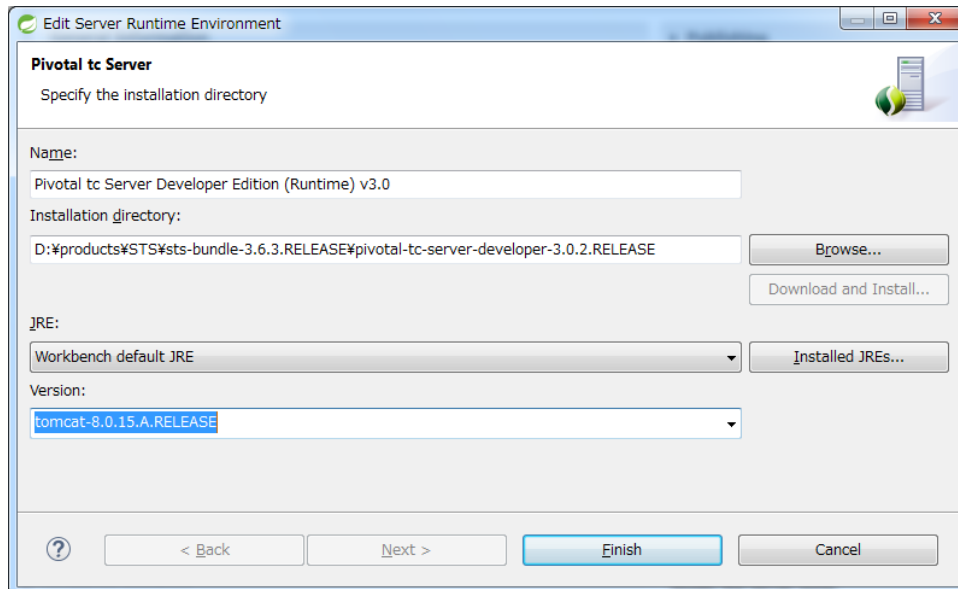 Edit Server Runtime Environment
Pivotal tc Server
Specify the installation directory
Name:
Pivotal tc Server Developer Edition (Runtime) v3.0
Installation directory:
D:¥products¥STS¥sts-bundle-3.6.3.RELEASE¥pivotal-tc-server-developer-3.0.2.RELEASE
Browse...
Download and Install...
JRE:
Workbench default JRE
Installed JREs...
Version:
tomcat-8.0.15.A.RELEASE
?
< Back
Next >
Finish
Cancel